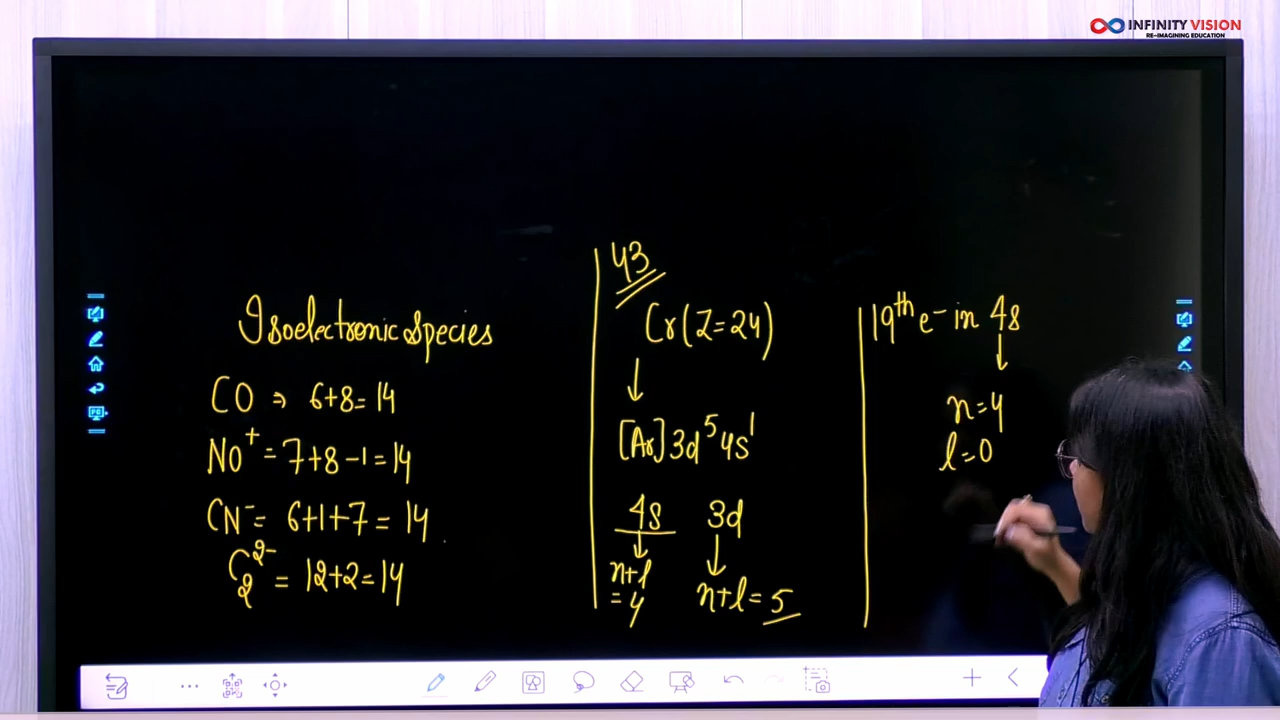 INFINITY VISION
RE-IMAGINING EDUCATION
Isoelectronic Species
CO ⇒ 6+8=14
NO⁺ = 7+8-1=14
CN⁻= 6+1+7=14
C₂²⁻ = 12+2=14
43
Cr(Z=24)
↓
[Ar]3d⁵4s¹
4s 3d
↓ ↓
n+l
=4
n+l=5
19th e⁻ in 4s
↓
n=4
l=0